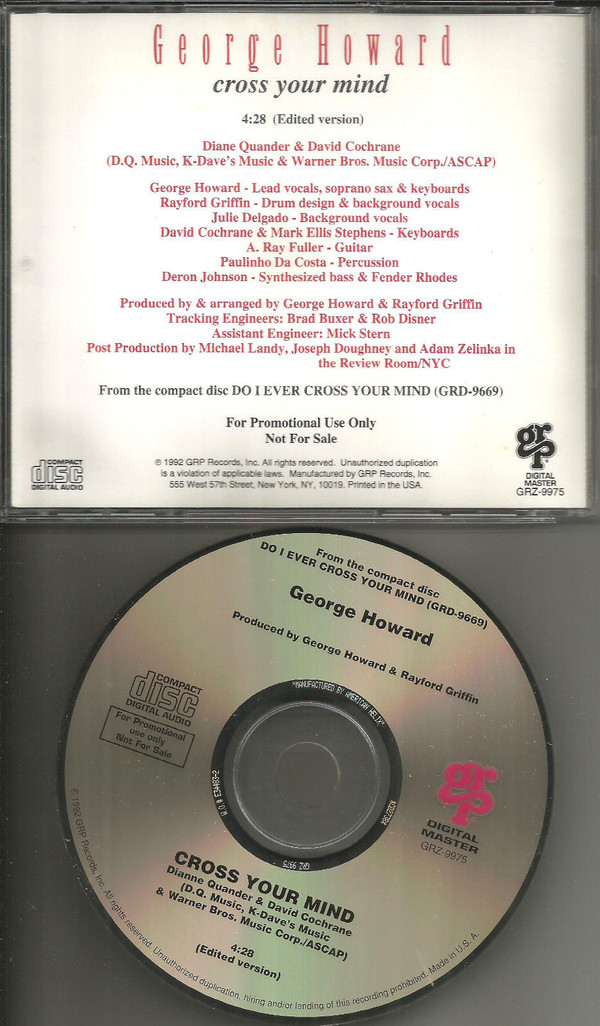 George Howard
cross your mind
4:28 (Edited version)
Diane Quander & David Cochrane
(D.Q. Music, K-Dave's Music & Warner Bros. Music Corp./ASCAP)
George Howard - Lead vocals, soprano sax & keyboards
Rayford Griffin - Drum design & background vocals
Julie Delgado - Background vocals
David Cochrane & Mark Ellis Stephens - Keyboards
A. Ray Fuller - Guitar
Paulinho Da Costa - Percussion
Deron Johnson - Synthesized bass & Fender Rhodes
Produced by & arranged by George Howard & Rayford Griffin
Tracking Engineers: Brad Buxer & Rob Disner
Assistant Engineer: Mick Stern
Post Production by Michael Landy, Joseph Doughney and Adam Zelinka in
the Review Room/NYC
From the compact disc DO I EVER CROSS YOUR MIND (GRD-9669)
For Promotional Use Only
Not For Sale
℗ 1992 GRP Records, Inc. All rights reserved. Unauthorized duplication
is a violation of applicable laws. Manufactured by GRP Records, Inc.
555 West 57th Street, New York, NY, 10019. Printed in the USA.
COMPACT
disc
DIGITAL AUDIO
grp
DIGITAL
MASTER
GRZ-9975
From the compact disc
DO I EVER CROSS YOUR MIND (GRD-9669)
George Howard
Produced by George Howard & Rayford Griffin
COMPACT
disc
DIGITAL AUDIO
For Promotional
use only
Not For Sale
*MANUFACTURED BY AMERICAN HELIX*
W.O.# E34483-2
GRZ 9975
grp
DIGITAL
MASTER
GRZ-9975
CROSS YOUR MIND
Dianne Quander & David Cochrane
(D.Q. Music, K-Dave's Music
& Warner Bros. Music Corp./ASCAP)
4:28
(Edited version)
℗ 1992 GRP Records, Inc. All rights reserved. Unauthorized duplication, hiring and/or lending of this recording prohibited. Made in U.S.A.